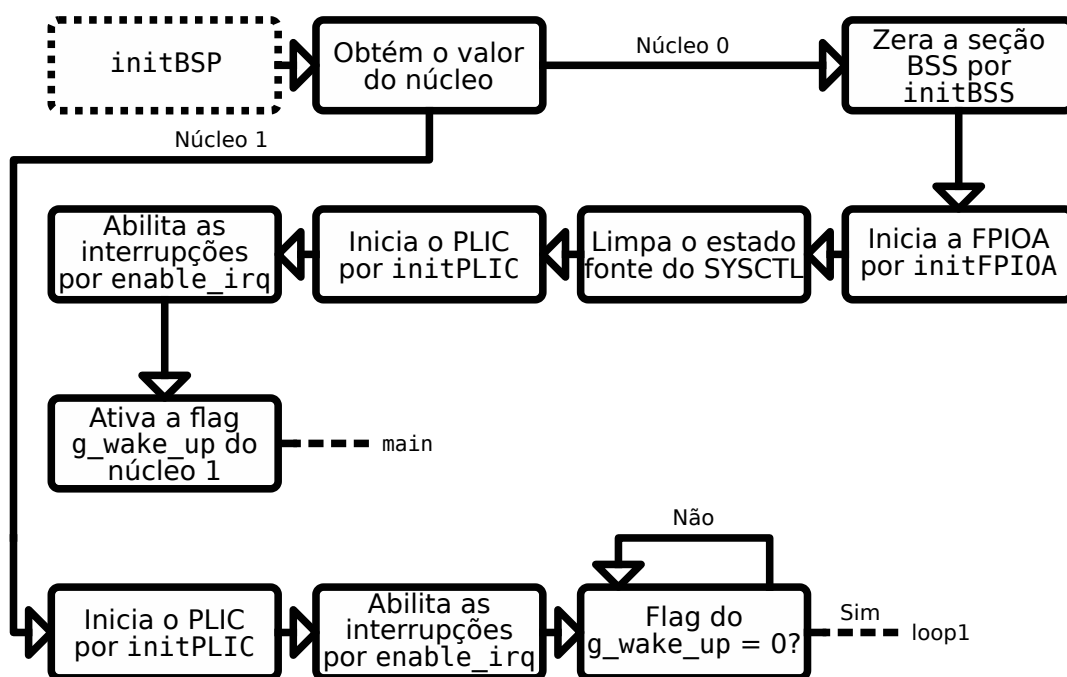 initBSP
Obtém o valor
do núcleo
Núcleo 0
Zera a seção
BSS por
initBSS
Núcleo 1
Abilita as
interrupções
por enable_irq
Inicia o PLIC
por initPLIC
Limpa o estado
fonte do SYSCTL
Inicia a FPIOA
por initFPIOA
Ativa a flag
g_wake_up do
núcleo 1
main
Não
Inicia o PLIC
por initPLIC
Abilita as
interrupções
por enable_irq
Flag do
g_wake_up = 0?
Sim
loop1